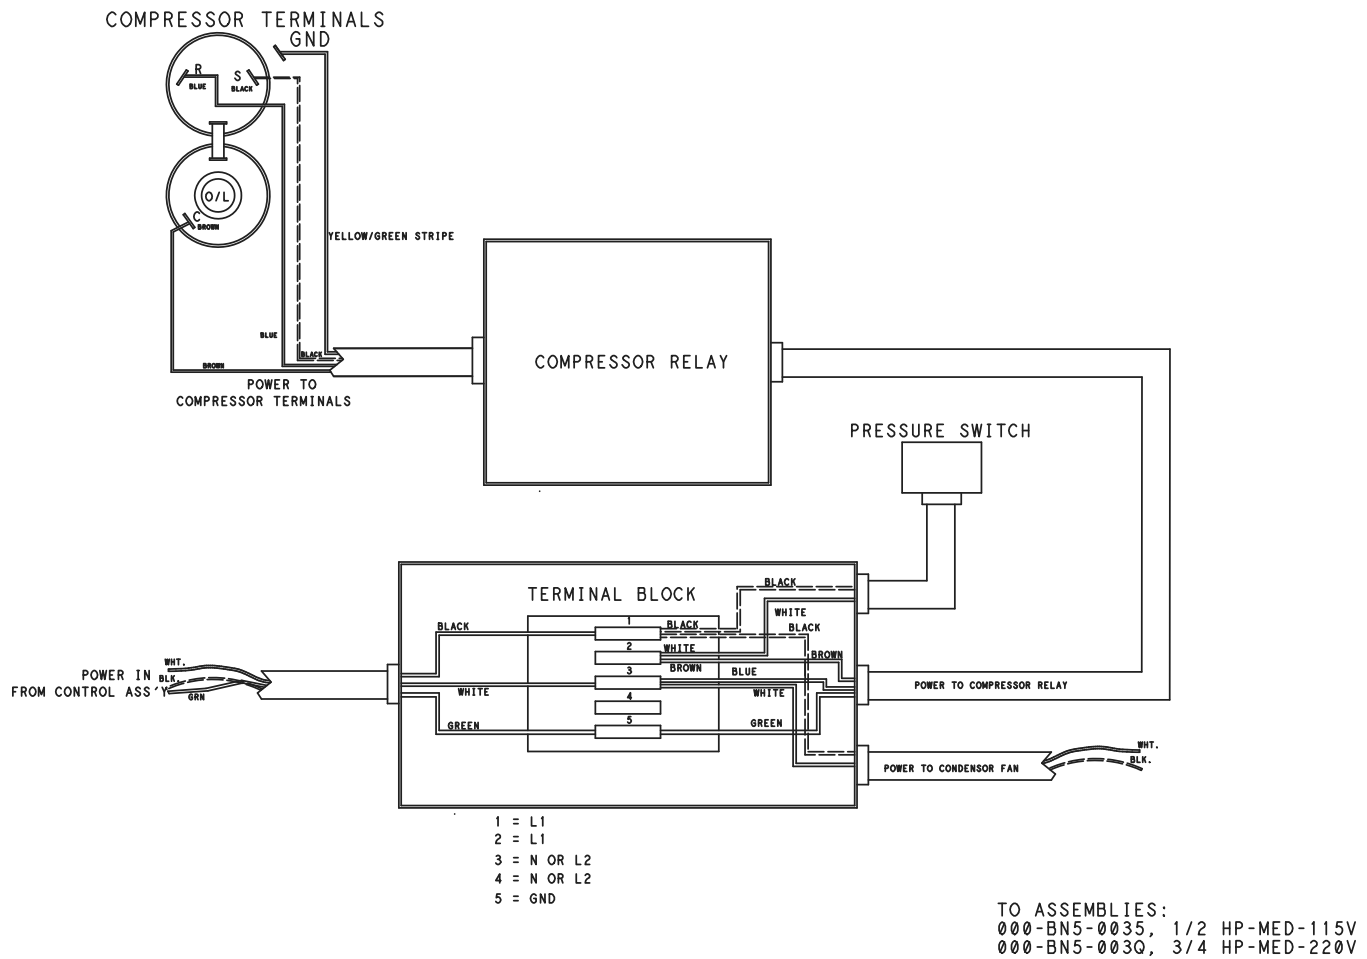 COMPRESSOR TERMINALS
GND
R
S
BLUE
BLACK
O/L
C
BROWN
YELLOW/GREEN STRIPE
BLUE
BLACK
BROWN
POWER TO
COMPRESSOR TERMINALS
COMPRESSOR RELAY
PRESSURE SWITCH
TERMINAL BLOCK
BLACK
WHITE
BLACK
1
BLACK
BLACK
2
WHITE
BROWN
3
BROWN
BLUE
WHT.
POWER IN
BLK.
FROM CONTROL ASS'Y
GRN
WHITE
4
WHITE
POWER TO COMPRESSOR RELAY
GREEN
5
GREEN
WHT.
BLK.
POWER TO CONDENSOR FAN
1 = L1
2 = L1
3 = N OR L2
4 = N OR L2
5 = GND
TO ASSEMBLIES:
000-BN5-0035, 1/2 HP-MED-115V
000-BN5-003Q, 3/4 HP-MED-220V